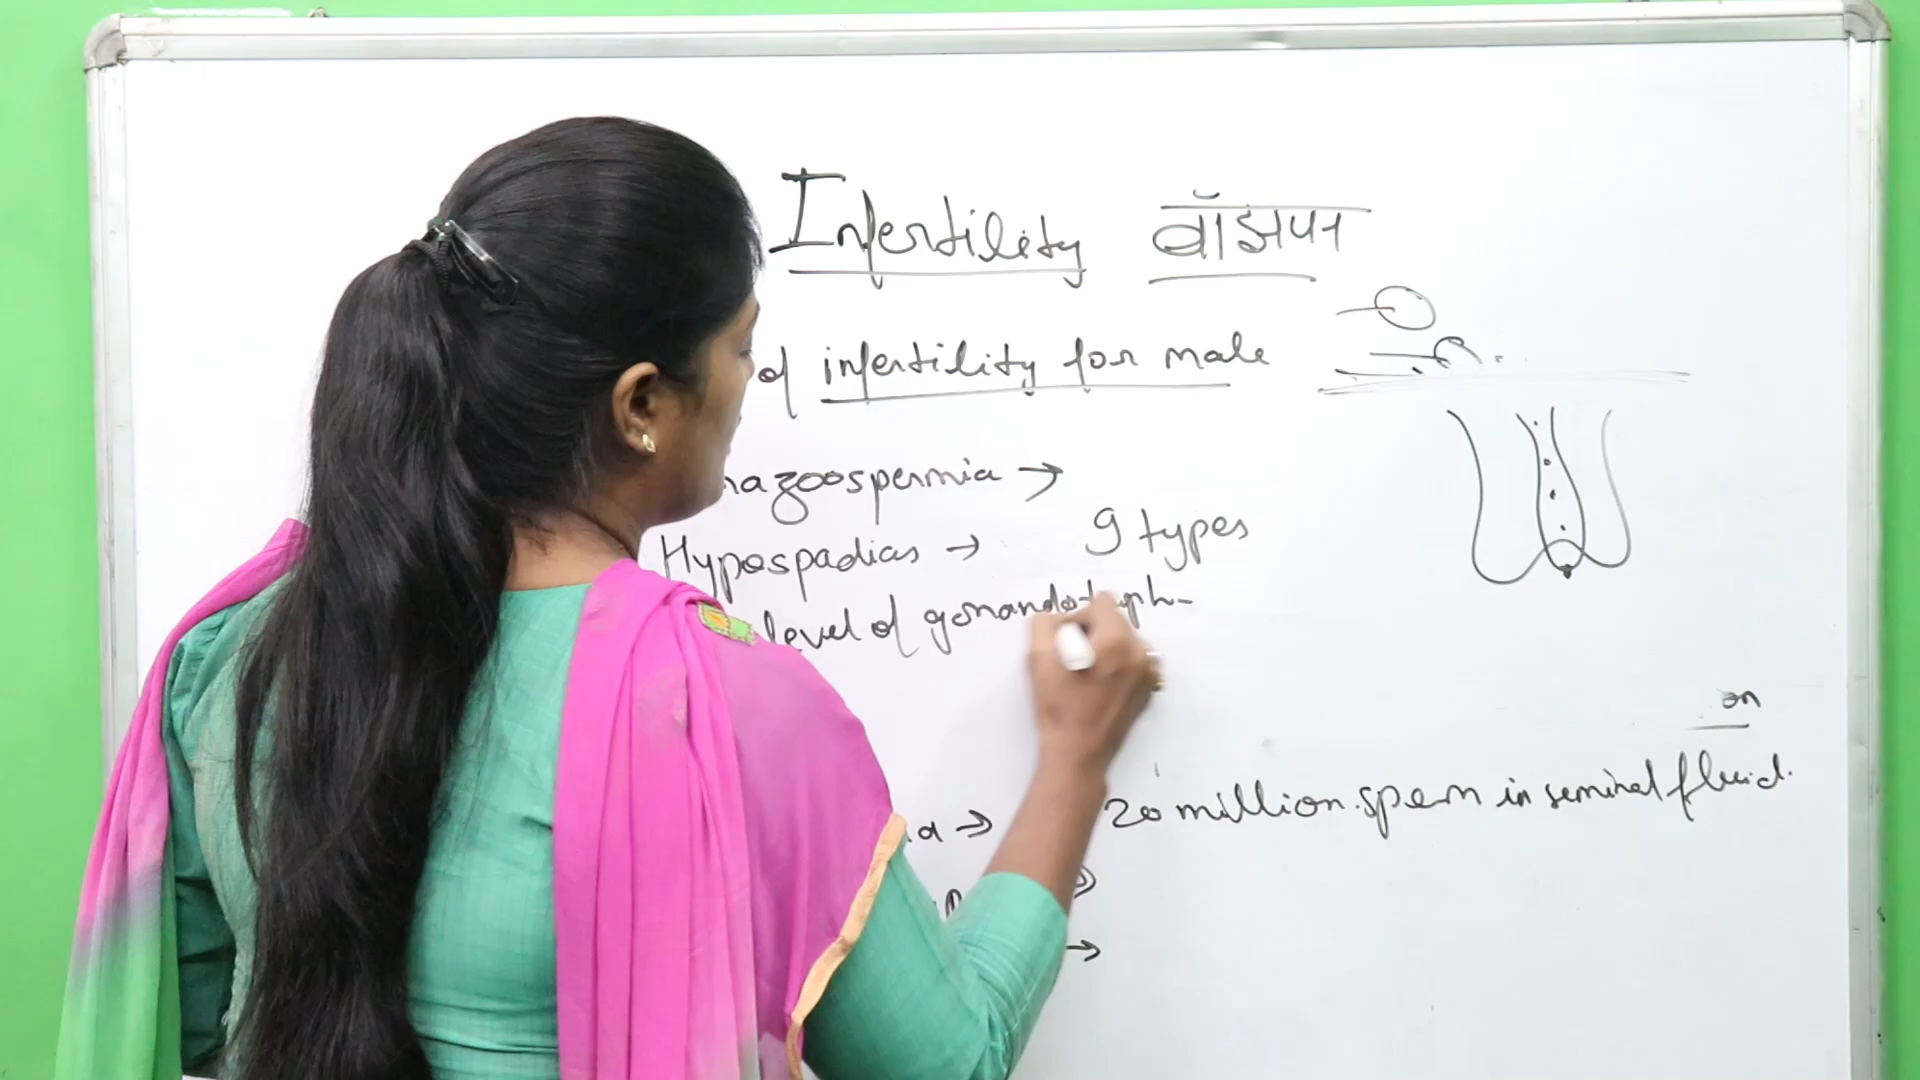 Infertility बाँझपन
of infertility for male
azoospermia →
Hypospadias → 9 types
level of gonandotroph-
on
20 million sperm in seminal fluid.
a →
→